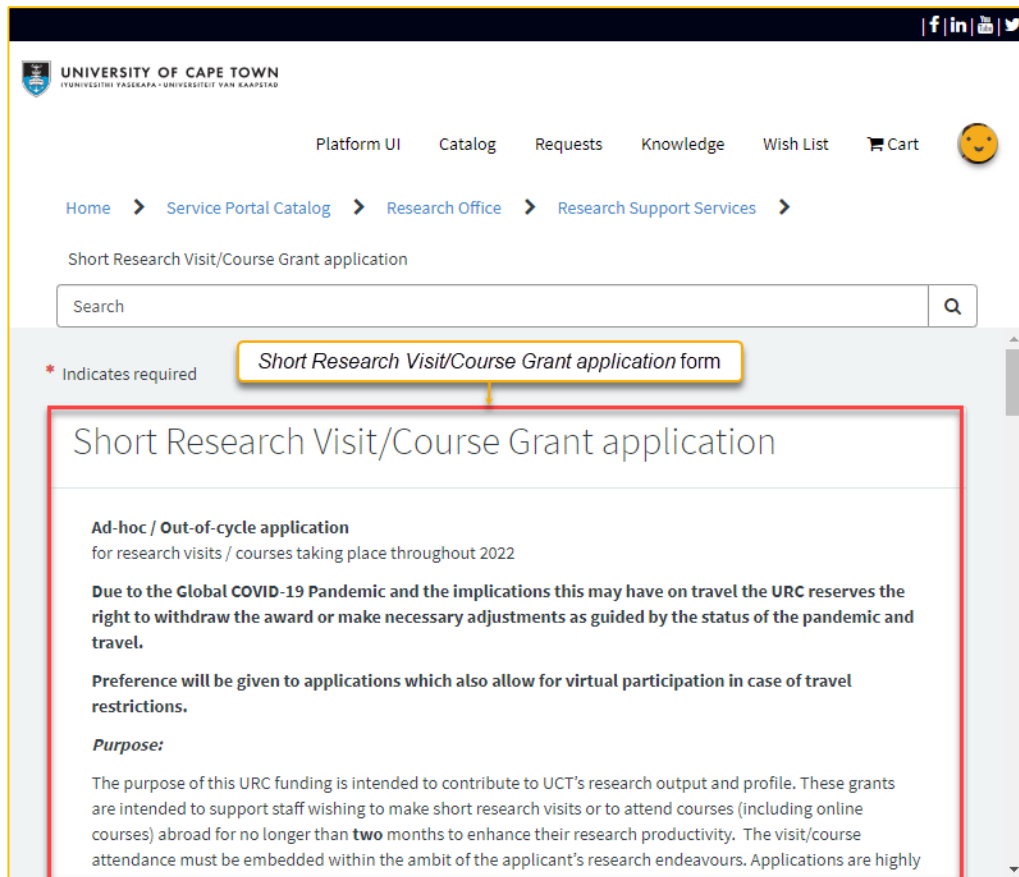 | f | in | You Tube |
UNIVERSITY OF CAPE TOWN
IYUNIVESITHI YASEKAPA • UNIVERSITEIT VAN KAAPSTAD
Platform UI Catalog Requests Knowledge Wish List Cart
Home > Service Portal Catalog > Research Office > Research Support Services >
Short Research Visit/Course Grant application
Search
* Indicates required
Short Research Visit/Course Grant application form
Short Research Visit/Course Grant application
Ad-hoc / Out-of-cycle application
for research visits / courses taking place throughout 2022
Due to the Global COVID-19 Pandemic and the implications this may have on travel the URC reserves the
right to withdraw the award or make necessary adjustments as guided by the status of the pandemic and
travel.
Preference will be given to applications which also allow for virtual participation in case of travel
restrictions.
Purpose:
The purpose of this URC funding is intended to contribute to UCT's research output and profile. These grants
are intended to support staff wishing to make short research visits or to attend courses (including online
courses) abroad for no longer than two months to enhance their research productivity. The visit/course
attendance must be embedded within the ambit of the applicant's research endeavours. Applications are highly